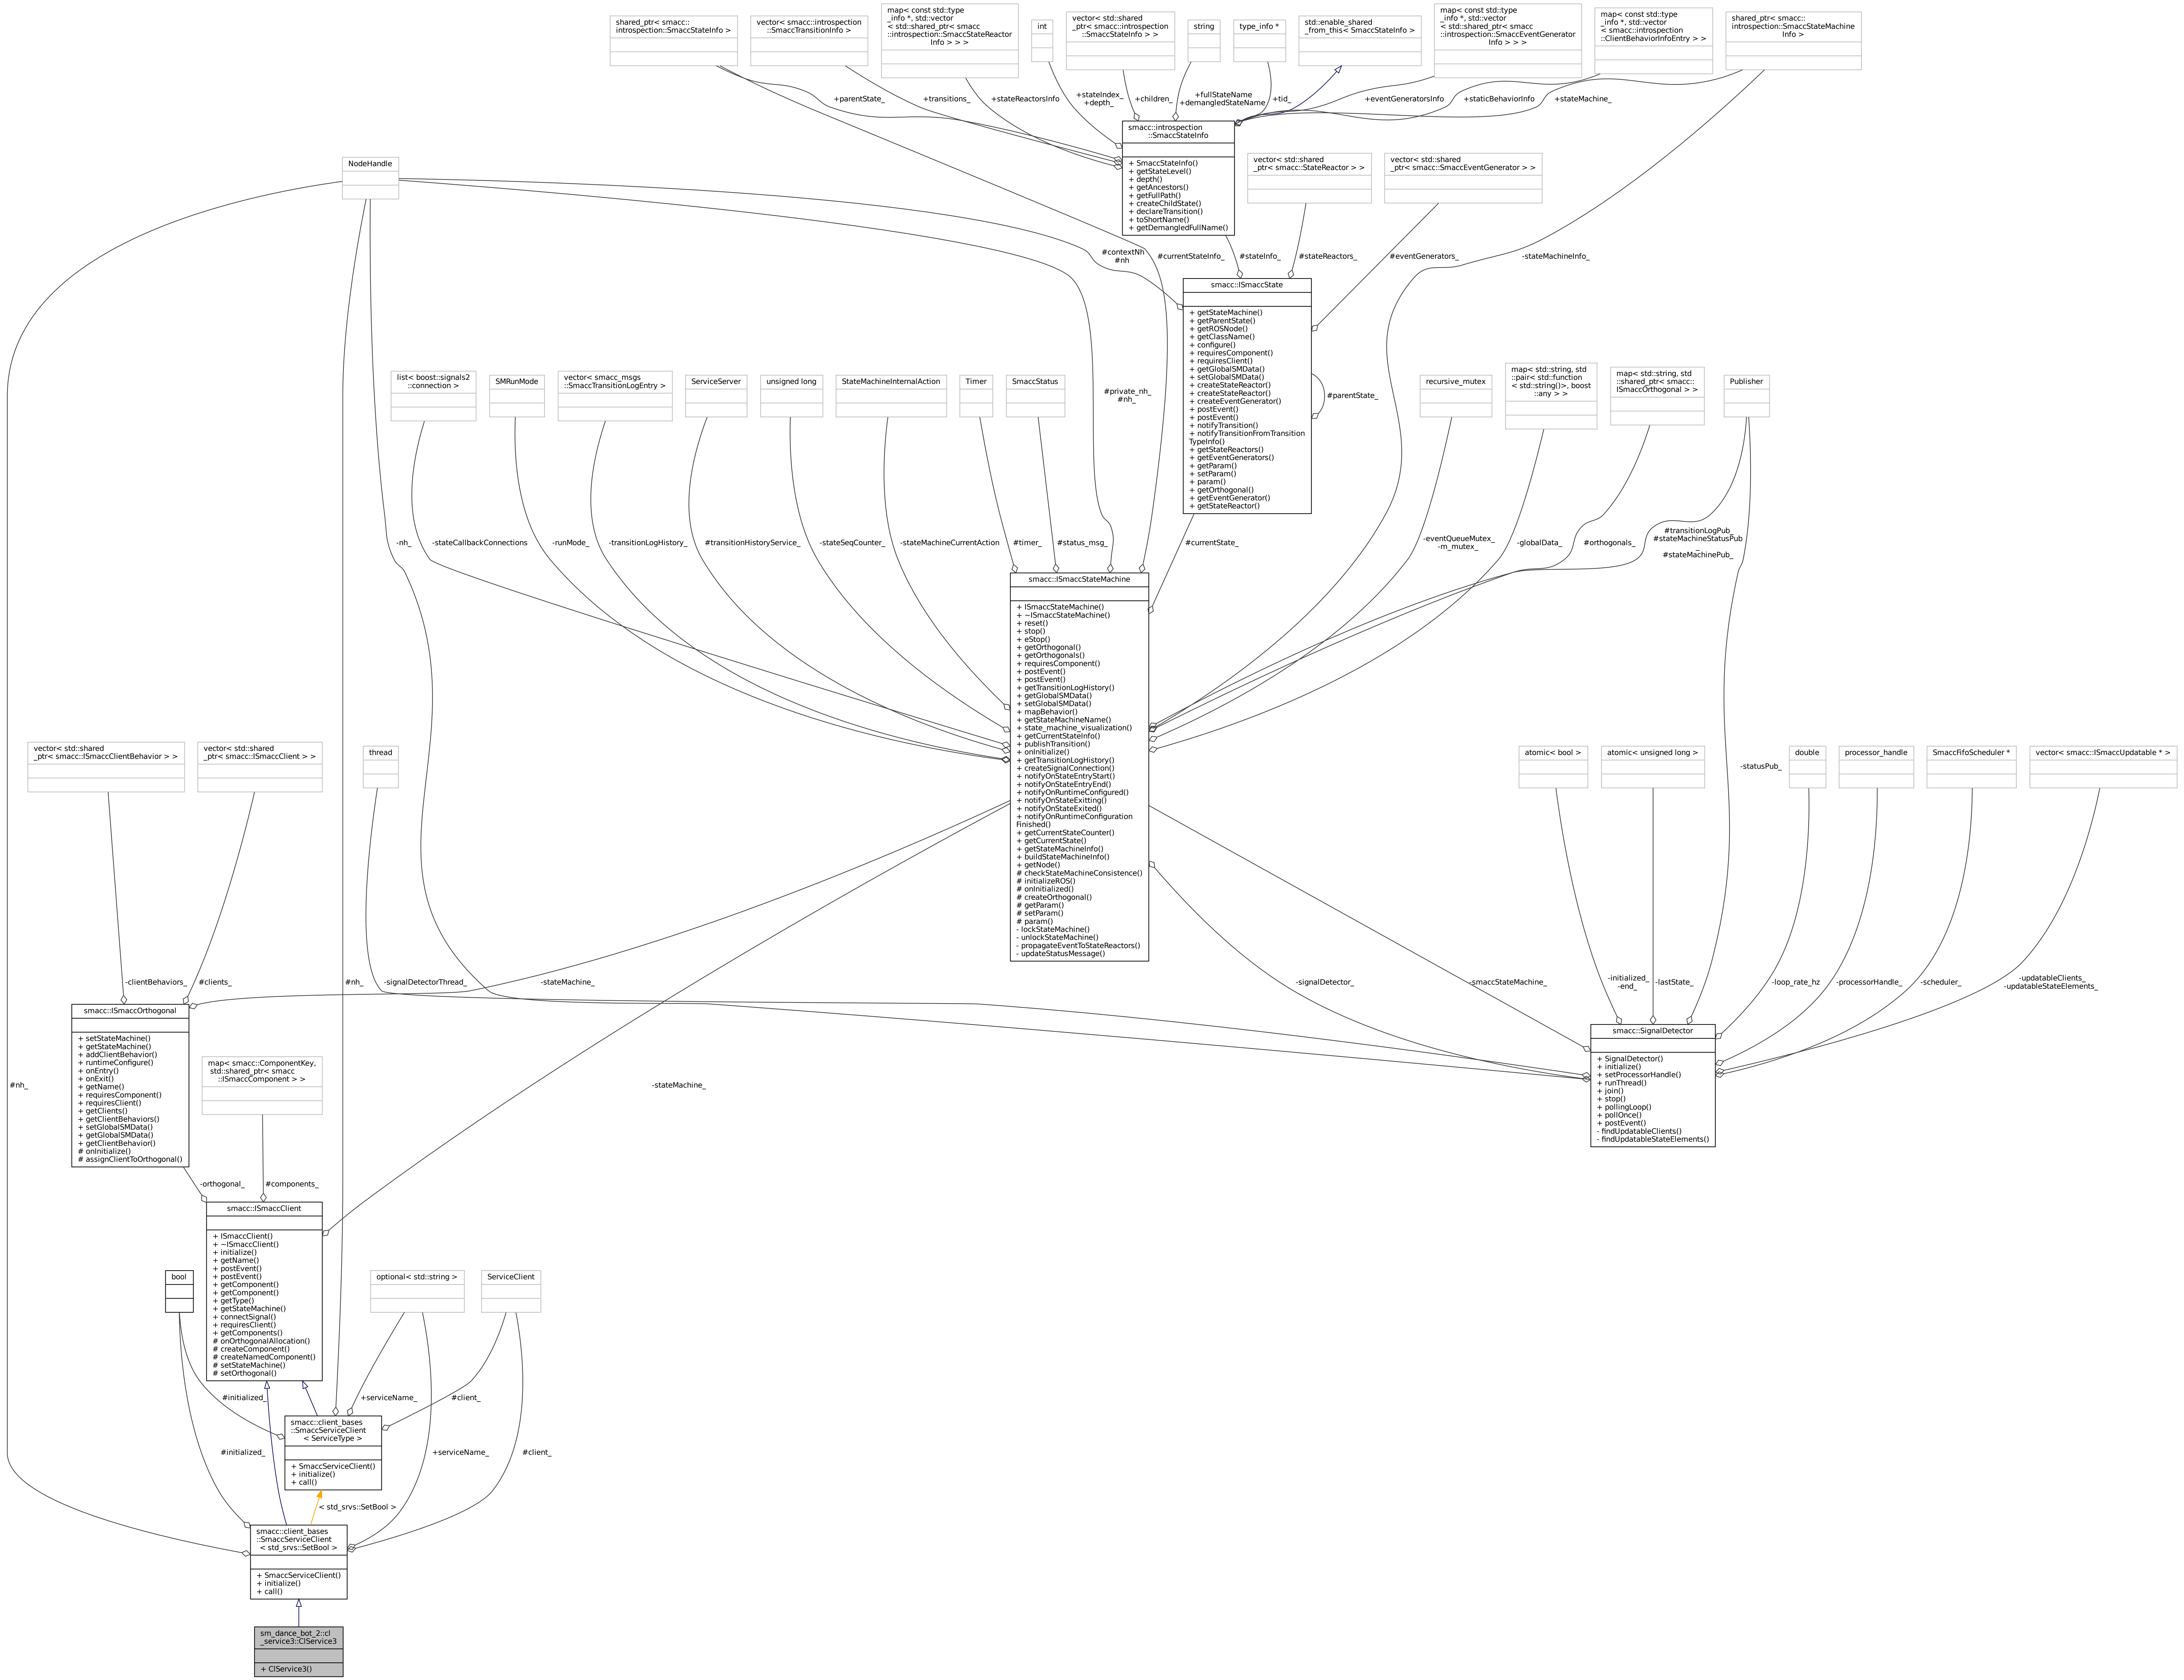 shared_ptr< smacc::
introspection::SmaccStateInfo >
vector< smacc::introspection
::SmaccTransitionInfo >
map< const std::type
_info *, std::vector
< std::shared_ptr< smacc
::introspection::SmaccStateReactor
Info > > >
int
vector< std::shared
_ptr< smacc::introspection
::SmaccStateInfo > >
string
type_info *
std::enable_shared
_from_this< SmaccStateInfo >
map< const std::type
_info *, std::vector
< std::shared_ptr< smacc
::introspection::SmaccEventGenerator
Info > > >
map< const std::type
_info *, std::vector
< smacc::introspection
::ClientBehaviorInfoEntry > >
shared_ptr< smacc::
introspection::SmaccStateMachine
Info >
+parentState_
+transitions_
+stateReactorsInfo
+stateIndex_
+depth_
+children_
+fullStateName
+demangledStateName
+tid_
+eventGeneratorsInfo
+staticBehaviorInfo
+stateMachine_
smacc::introspection
::SmaccStateInfo
+ SmaccStateInfo()
+ getStateLevel()
+ depth()
+ getAncestors()
+ getFullPath()
+ createChildState()
+ declareTransition()
+ toShortName()
+ getDemangledFullName()
NodeHandle
vector< std::shared
_ptr< smacc::StateReactor > >
vector< std::shared
_ptr< smacc::SmaccEventGenerator > >
#contextNh
#nh
#currentStateInfo_
#stateInfo_
#stateReactors_
#eventGenerators_
-stateMachineInfo_
smacc::ISmaccState
+ getStateMachine()
+ getParentState()
+ getROSNode()
+ getClassName()
+ configure()
+ requiresComponent()
+ requiresClient()
+ getGlobalSMData()
+ setGlobalSMData()
+ createStateReactor()
+ createStateReactor()
+ createEventGenerator()
+ postEvent()
+ postEvent()
+ notifyTransition()
+ notifyTransitionFromTransition
TypeInfo()
+ getStateReactors()
+ getEventGenerators()
+ getParam()
+ setParam()
+ param()
+ getOrthogonal()
+ getEventGenerator()
+ getStateReactor()
#parentState_
list< boost::signals2
::connection >
SMRunMode
vector< smacc_msgs
::SmaccTransitionLogEntry >
ServiceServer
unsigned long
StateMachineInternalAction
Timer
SmaccStatus
#private_nh_
#nh_
recursive_mutex
map< std::string, std
::pair< std::function
< std::string()>, boost
::any > >
map< std::string, std
::shared_ptr< smacc::
ISmaccOrthogonal > >
Publisher
-nh_
-stateCallbackConnections
-runMode_
-transitionLogHistory_
#transitionHistoryService_
-stateSeqCounter_
-stateMachineCurrentAction
#timer_
#status_msg_
#currentState_
-eventQueueMutex_
-m_mutex_
-globalData_
#orthogonals_
#transitionLogPub_
#stateMachineStatusPub
_
#stateMachinePub_
smacc::ISmaccStateMachine
+ ISmaccStateMachine()
+ ~ISmaccStateMachine()
+ reset()
+ stop()
+ eStop()
+ getOrthogonal()
+ getOrthogonals()
+ requiresComponent()
+ postEvent()
+ postEvent()
+ getTransitionLogHistory()
+ getGlobalSMData()
+ setGlobalSMData()
+ mapBehavior()
+ getStateMachineName()
+ state_machine_visualization()
+ getCurrentStateInfo()
+ publishTransition()
+ onInitialize()
+ getTransitionLogHistory()
+ createSignalConnection()
+ notifyOnStateEntryStart()
+ notifyOnStateEntryEnd()
+ notifyOnRuntimeConfigured()
+ notifyOnStateExitting()
+ notifyOnStateExited()
+ notifyOnRuntimeConfiguration
Finished()
+ getCurrentStateCounter()
+ getCurrentState()
+ getStateMachineInfo()
+ buildStateMachineInfo()
+ getNode()
# checkStateMachineConsistence()
# initializeROS()
# onInitialized()
# createOrthogonal()
# getParam()
# setParam()
# param()
- lockStateMachine()
- unlockStateMachine()
- propagateEventToStateReactors()
- updateStatusMessage()
vector< std::shared
_ptr< smacc::ISmaccClientBehavior > >
vector< std::shared
_ptr< smacc::ISmaccClient > >
thread
atomic< bool >
atomic< unsigned long >
double
processor_handle
SmaccFifoScheduler *
vector< smacc::ISmaccUpdatable * >
-statusPub_
-clientBehaviors_
#clients_
#nh_
-signalDetectorThread_
-stateMachine_
-signalDetector_
-smaccStateMachine_
-initialized_
-end_
-lastState_
-loop_rate_hz
-processorHandle_
-scheduler_
-updatableClients_
-updatableStateElements_
smacc::ISmaccOrthogonal
+ setStateMachine()
+ getStateMachine()
+ addClientBehavior()
+ runtimeConfigure()
+ onEntry()
+ onExit()
+ getName()
+ requiresComponent()
+ requiresClient()
+ getClients()
+ getClientBehaviors()
+ setGlobalSMData()
+ getGlobalSMData()
+ getClientBehavior()
# onInitialize()
# assignClientToOrthogonal()
smacc::SignalDetector
+ SignalDetector()
+ initialize()
+ setProcessorHandle()
+ runThread()
+ join()
+ stop()
+ pollingLoop()
+ pollOnce()
+ postEvent()
- findUpdatableClients()
- findUpdatableStateElements()
map< smacc::ComponentKey,
std::shared_ptr< smacc
::ISmaccComponent > >
#nh_
-stateMachine_
-orthogonal_
#components_
smacc::ISmaccClient
+ ISmaccClient()
+ ~ISmaccClient()
+ initialize()
+ getName()
+ postEvent()
+ postEvent()
+ getComponent()
+ getComponent()
+ getType()
+ getStateMachine()
+ connectSignal()
+ requiresClient()
+ getComponents()
# onOrthogonalAllocation()
# createComponent()
# createNamedComponent()
# setStateMachine()
# setOrthogonal()
bool
optional< std::string >
ServiceClient
#initialized_
+serviceName_
#client_
smacc::client_bases
::SmaccServiceClient
< ServiceType >
+ SmaccServiceClient()
+ initialize()
+ call()
#initialized_
+serviceName_
#client_
< std_srvs::SetBool >
smacc::client_bases
::SmaccServiceClient
< std_srvs::SetBool >
+ SmaccServiceClient()
+ initialize()
+ call()
sm_dance_bot_2::cl
_service3::ClService3
+ ClService3()